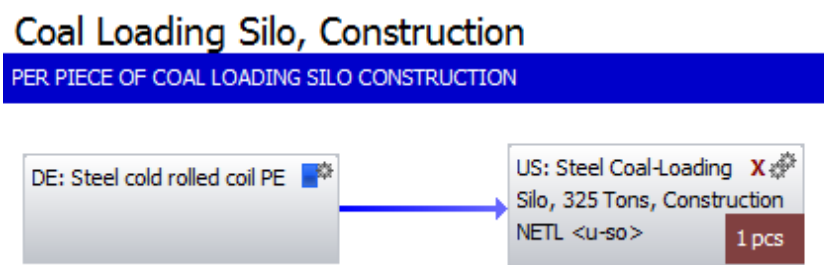 Coal Loading Silo, Construction
PER PIECE OF COAL LOADING SILO CONSTRUCTION
DE: Steel cold rolled coil PE
US: Steel Coal-Loading X
Silo, 325 Tons, Construction
NETL <u-so>
1 pcs